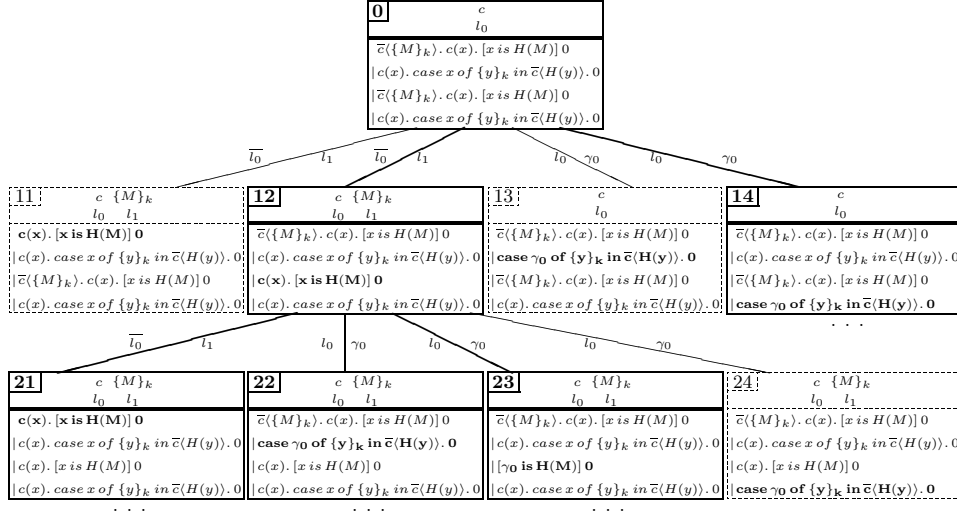 0 c
l₀
c̅⟨{M}ₖ⟩. c(x). [x is H(M)] 0
| c(x). case x of {y}ₖ in c̅⟨H(y)⟩. 0
| c̅⟨{M}ₖ⟩. c(x). [x is H(M)] 0
| c(x). case x of {y}ₖ in c̅⟨H(y)⟩. 0
l̅₀ l₁ l̅₀ l₁ l₀ γ₀ l₀ γ₀
11 c {M}ₖ
l₀ l₁
c(x). [x is H(M)] 0
| c(x). case x of {y}ₖ in c̅⟨H(y)⟩. 0
| c̅⟨{M}ₖ⟩. c(x). [x is H(M)] 0
| c(x). case x of {y}ₖ in c̅⟨H(y)⟩. 0
12 c {M}ₖ
l₀ l₁
c̅⟨{M}ₖ⟩. c(x). [x is H(M)] 0
| c(x). case x of {y}ₖ in c̅⟨H(y)⟩. 0
| c(x). [x is H(M)] 0
| c(x). case x of {y}ₖ in c̅⟨H(y)⟩. 0
13 c
l₀
c̅⟨{M}ₖ⟩. c(x). [x is H(M)] 0
| case γ₀ of {y}ₖ in c̅⟨H(y)⟩. 0
| c̅⟨{M}ₖ⟩. c(x). [x is H(M)] 0
| c(x). case x of {y}ₖ in c̅⟨H(y)⟩. 0
14 c
l₀
c̅⟨{M}ₖ⟩. c(x). [x is H(M)] 0
| c(x). case x of {y}ₖ in c̅⟨H(y)⟩. 0
| c̅⟨{M}ₖ⟩. c(x). [x is H(M)] 0
| case γ₀ of {y}ₖ in c̅⟨H(y)⟩. 0
. . .
l̅₀ l₁ l₀ γ₀ l₀ γ₀ l₀ γ₀
21 c {M}ₖ
l₀ l₁
c(x). [x is H(M)] 0
| c(x). case x of {y}ₖ in c̅⟨H(y)⟩. 0
| c(x). [x is H(M)] 0
| c(x). case x of {y}ₖ in c̅⟨H(y)⟩. 0
. . .
22 c {M}ₖ
l₀ l₁
c̅⟨{M}ₖ⟩. c(x). [x is H(M)] 0
| case γ₀ of {y}ₖ in c̅⟨H(y)⟩. 0
| c(x). [x is H(M)] 0
| c(x). case x of {y}ₖ in c̅⟨H(y)⟩. 0
. . .
23 c {M}ₖ
l₀ l₁
c̅⟨{M}ₖ⟩. c(x). [x is H(M)] 0
| c(x). case x of {y}ₖ in c̅⟨H(y)⟩. 0
| [γ₀ is H(M)] 0
| c(x). case x of {y}ₖ in c̅⟨H(y)⟩. 0
. . .
24 c {M}ₖ
l₀ l₁
c̅⟨{M}ₖ⟩. c(x). [x is H(M)] 0
| c(x). case x of {y}ₖ in c̅⟨H(y)⟩. 0
| c(x). [x is H(M)] 0
| case γ₀ of {y}ₖ in c̅⟨H(y)⟩. 0